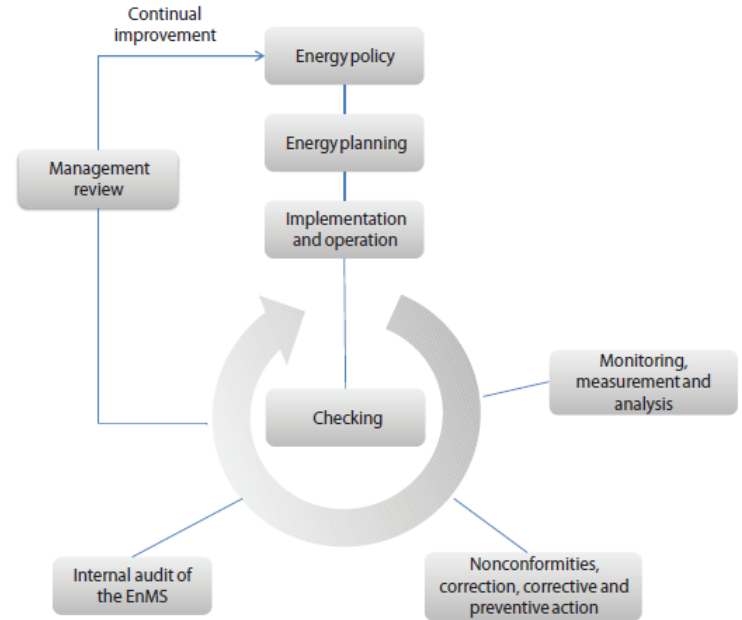 Continual
improvement
Energy policy
Energy planning
Management
review
Implementation
and operation
Monitoring,
measurement and
analysis
Checking
Internal audit of
the EnMS
Nonconformities,
correction, corrective and
preventive action